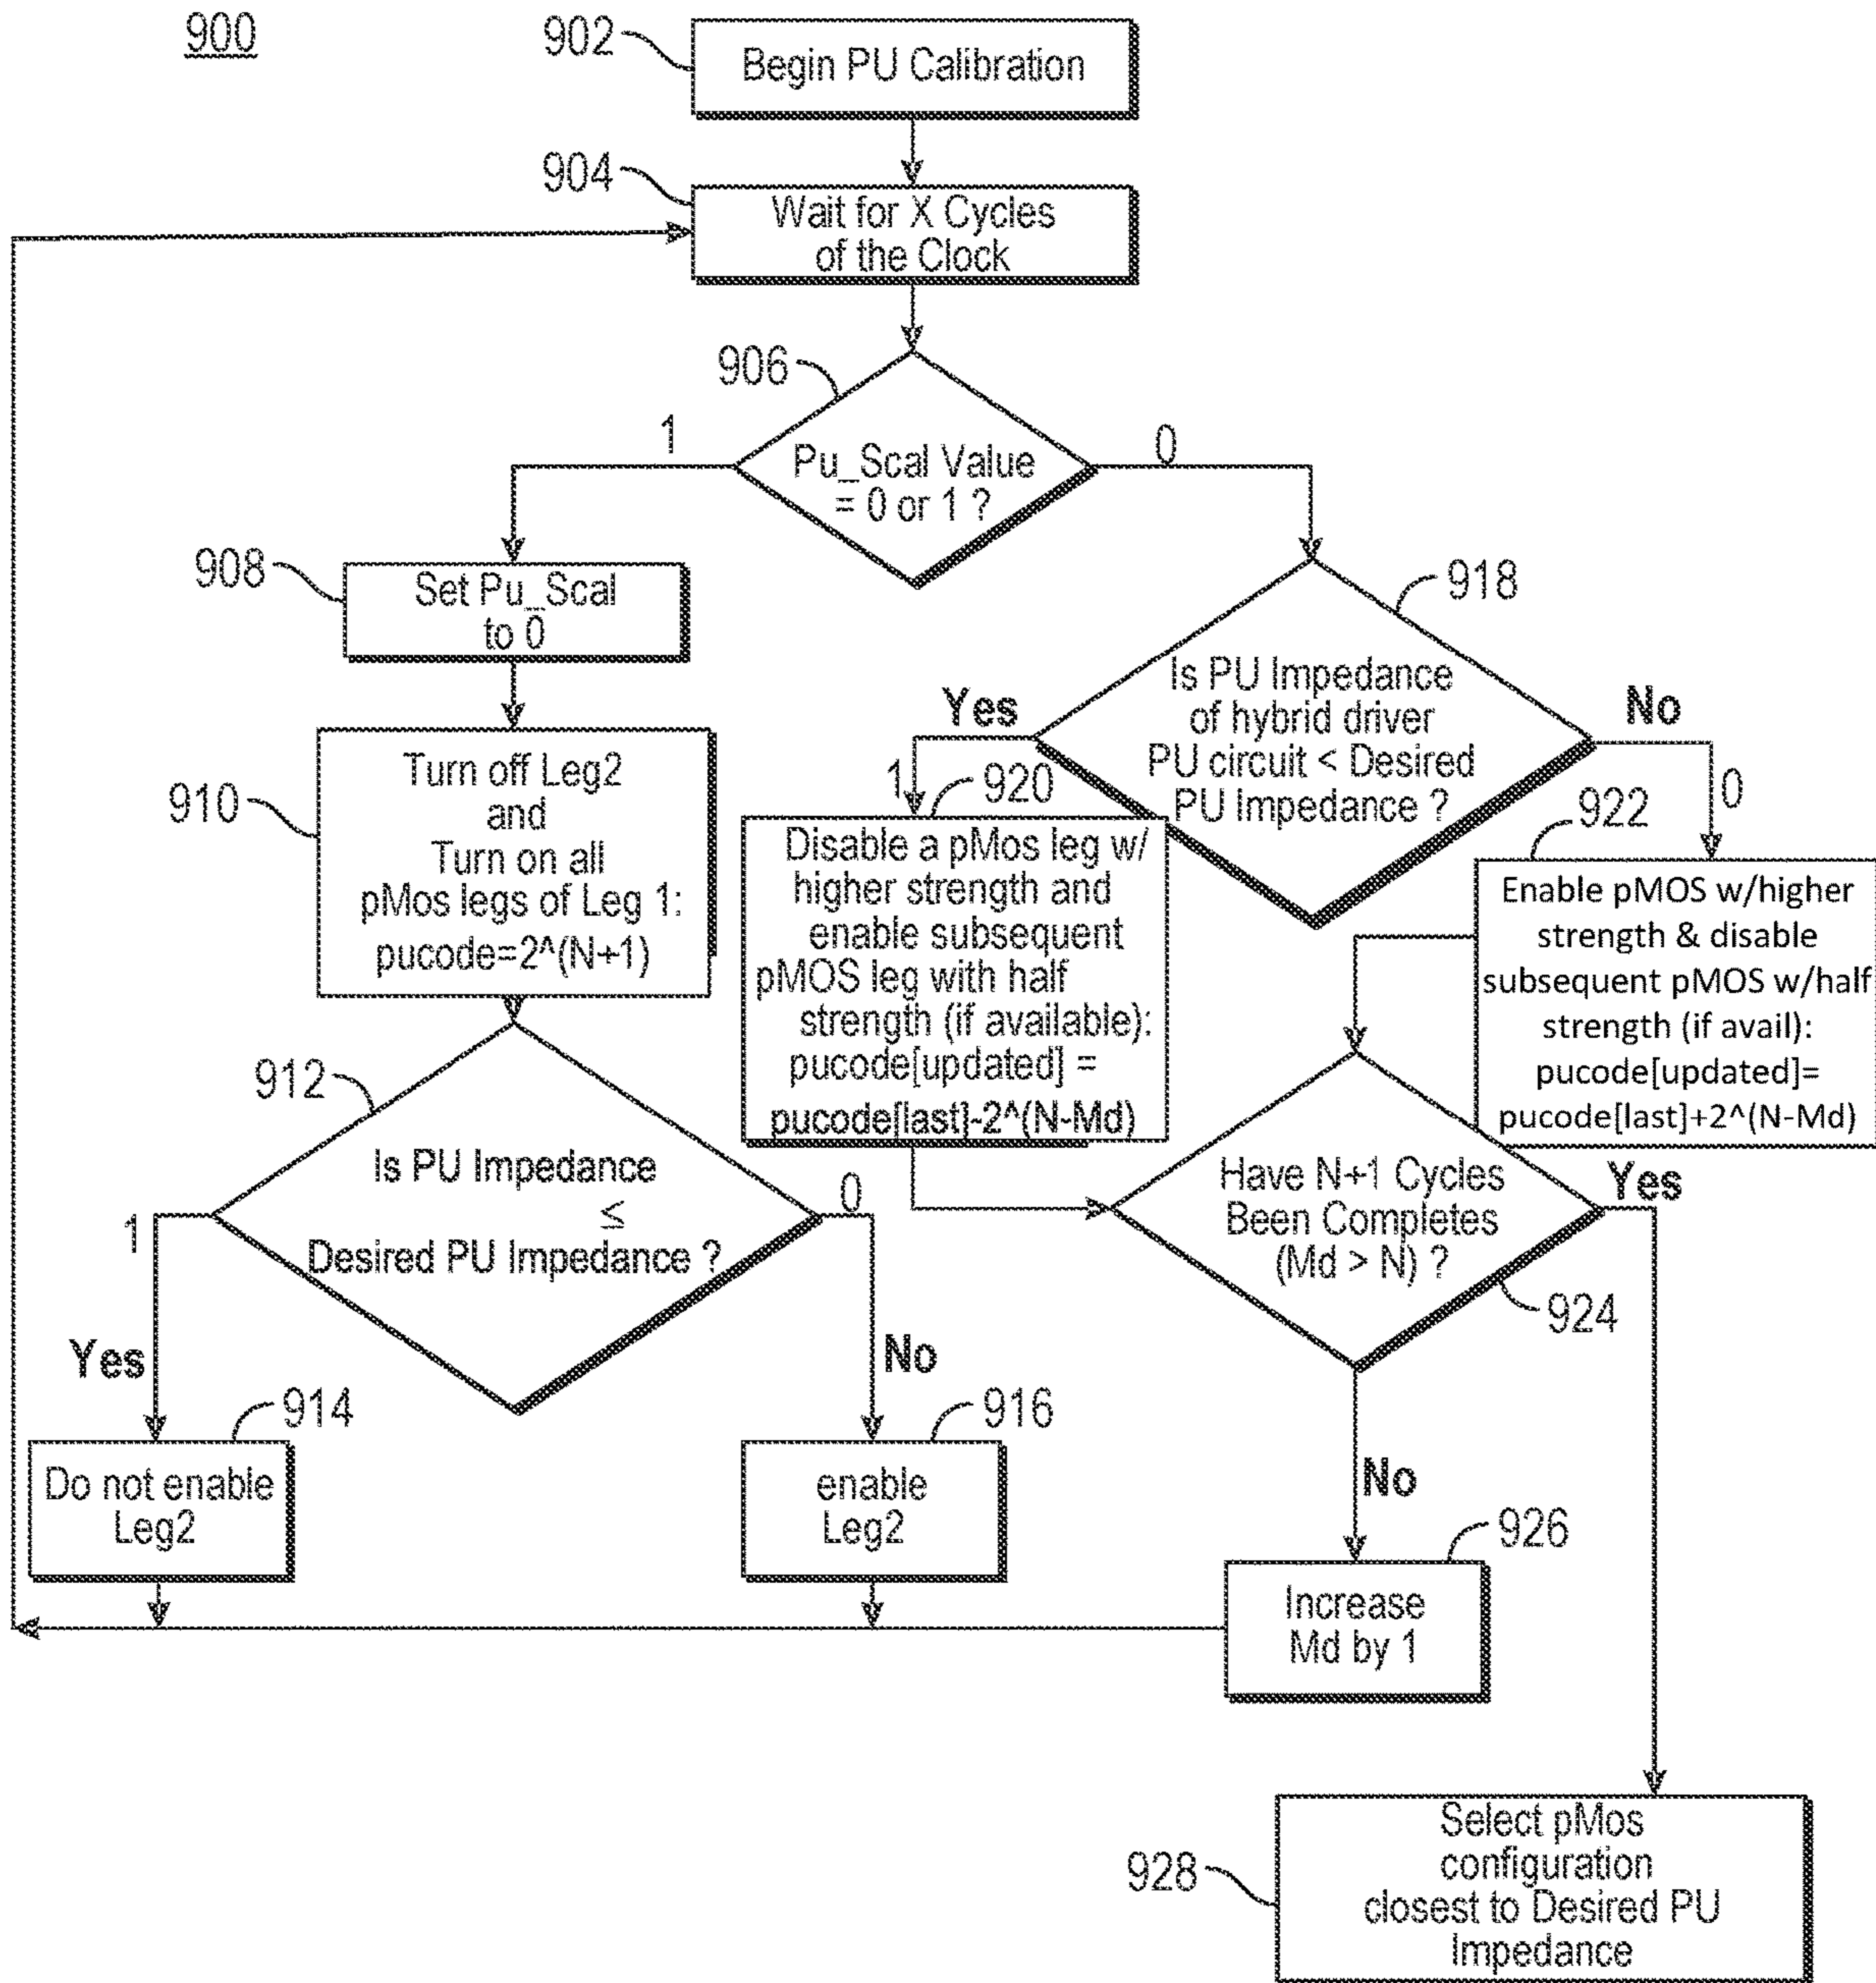 900
902
Begin PU Calibration
904
Wait for X Cycles
of the Clock
906
1
0
Pu_Scal Value
= 0 or 1 ?
908
Set Pu_Scal
to 0
918
Is PU Impedance
of hybrid driver
PU circuit < Desired
PU Impedance ?
Yes
1
No
0
910
Turn off Leg2
and
Turn on all
pMos legs of Leg 1:
pucode=2^(N+1)
920
Disable a pMos leg w/
higher strength and
enable subsequent
pMOS leg with half
strength (if available):
pucode[updated] =
pucode[last]-2^(N-Md)
922
Enable pMOS w/higher
strength & disable
subsequent pMOS w/half
strength (if avail):
pucode[updated]=
pucode[last]+2^(N-Md)
912
Is PU Impedance
≤
Desired PU Impedance ?
1
0
Yes
No
Have N+1 Cycles
Been Completes
(Md > N) ?
Yes
924
No
914
Do not enable
Leg2
916
enable
Leg2
926
Increase
Md by 1
928
Select pMos
configuration
closest to Desired PU
Impedance